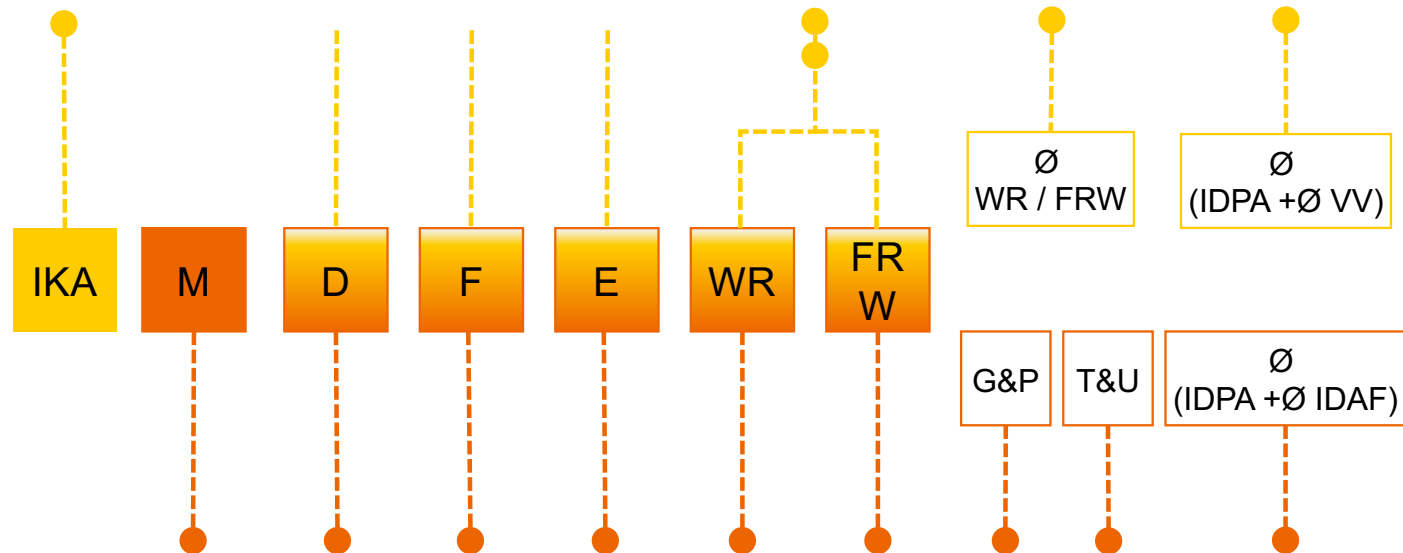 Ø
WR / FRW
Ø
(IDPA +Ø VV)
IKA
M
D
F
E
WR
FR
W
G&P
T&U
Ø
(IDPA +Ø IDAF)